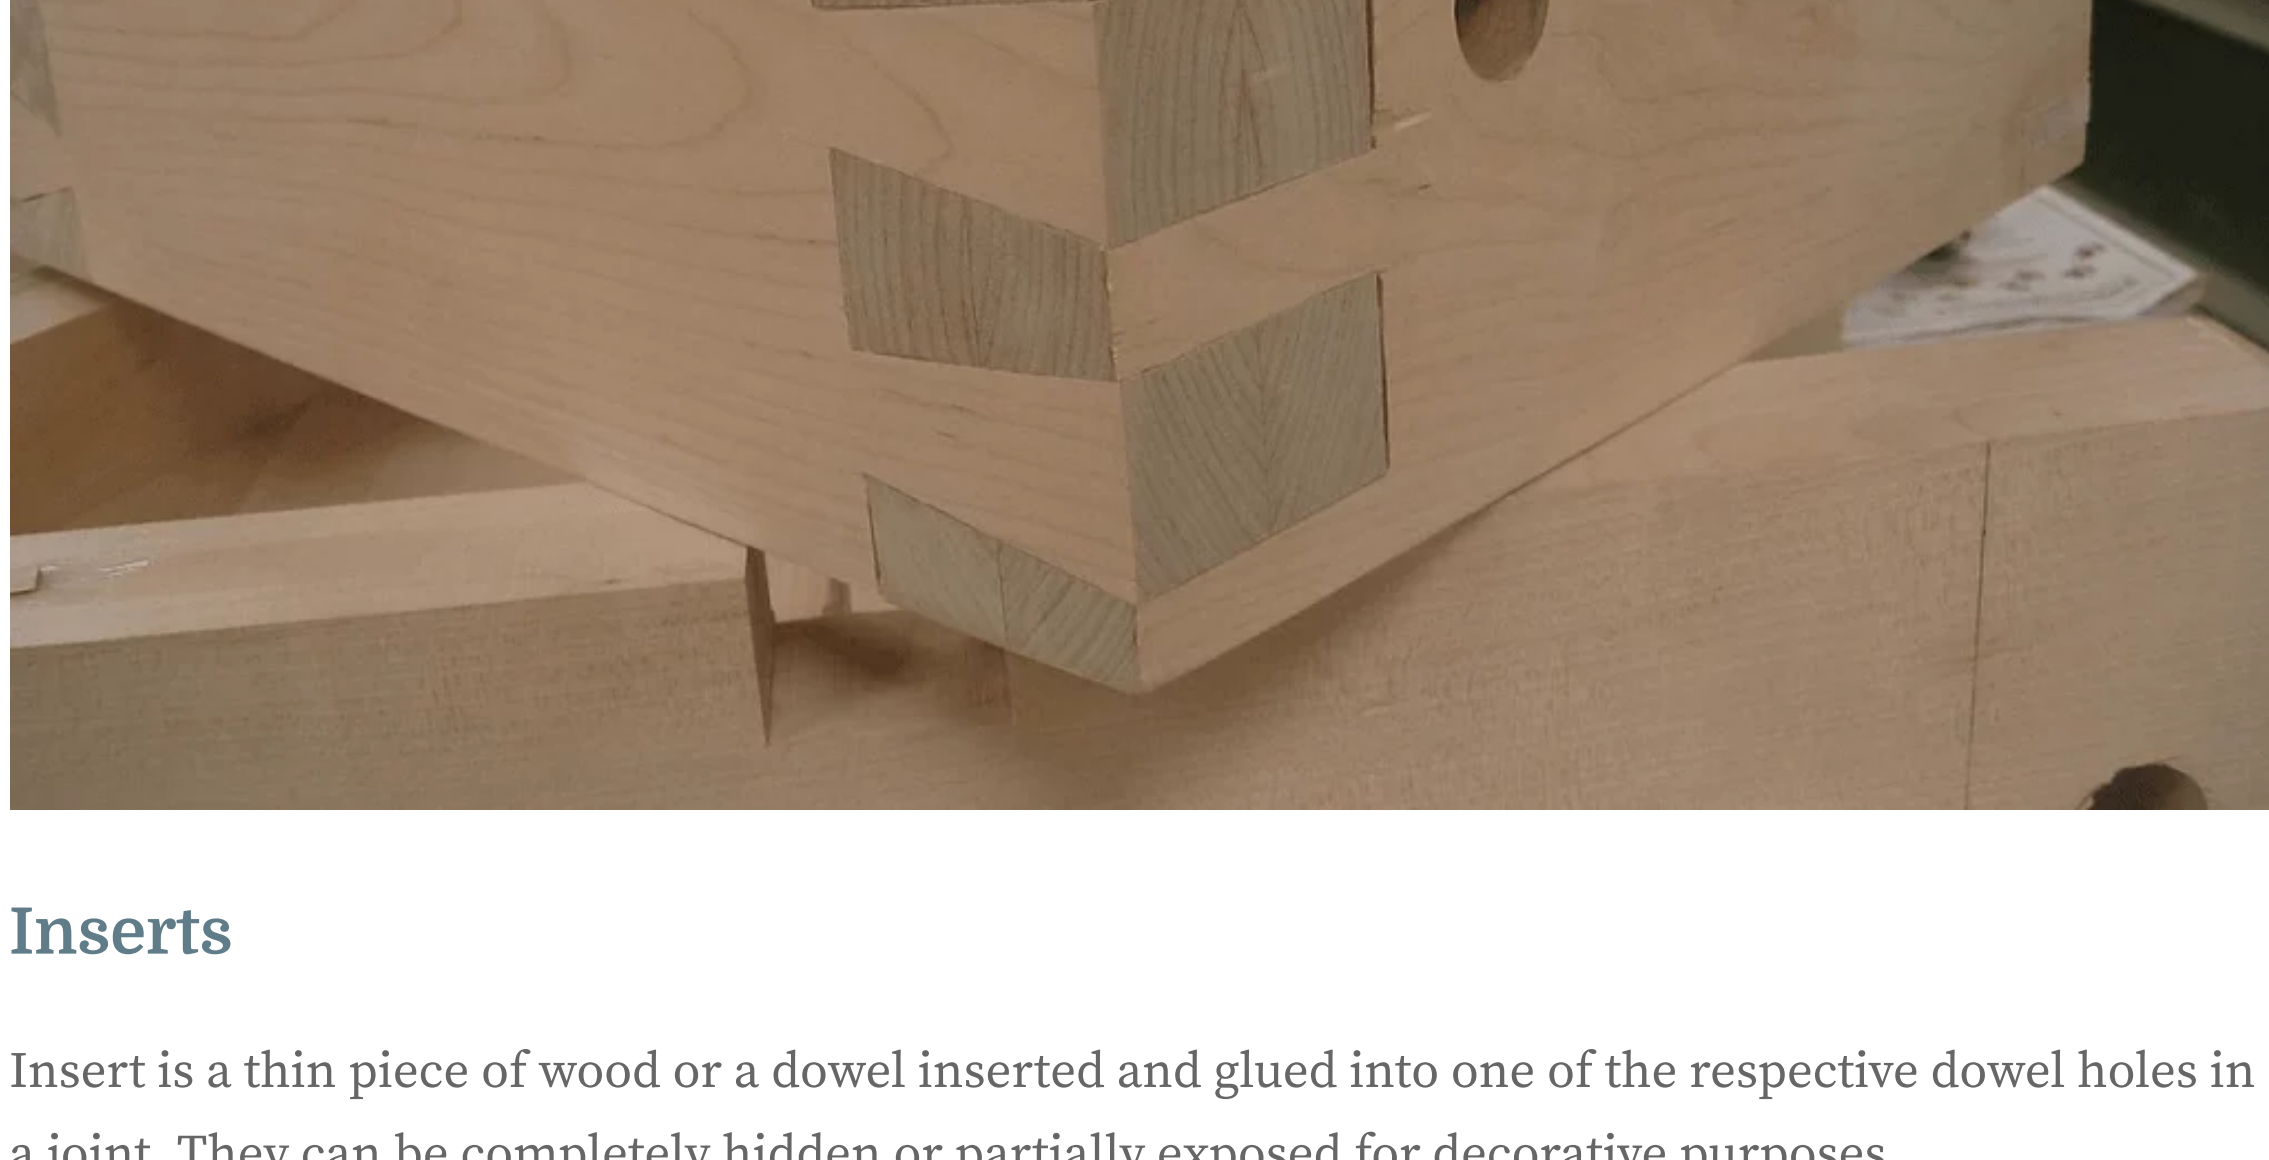 Inserts
Insert is a thin piece of wood or a dowel inserted and glued into one of the respective dowel holes in
a joint. They can be completely hidden or partially exposed for decorative purposes.